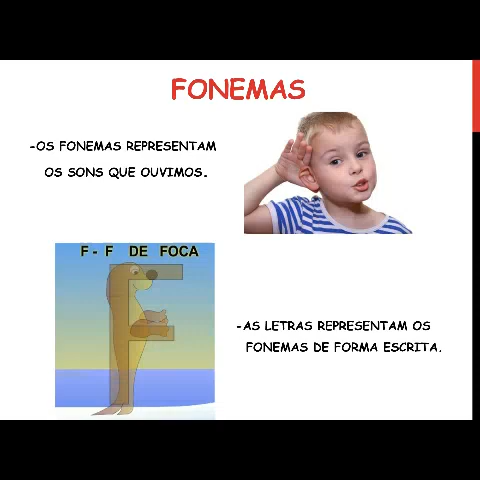 FONEMAS
-OS FONEMAS REPRESENTAM
OS SONS QUE OUVIMOS.
F - F DE FOCA
F
-AS LETRAS REPRESENTAM OS
FONEMAS DE FORMA ESCRITA.